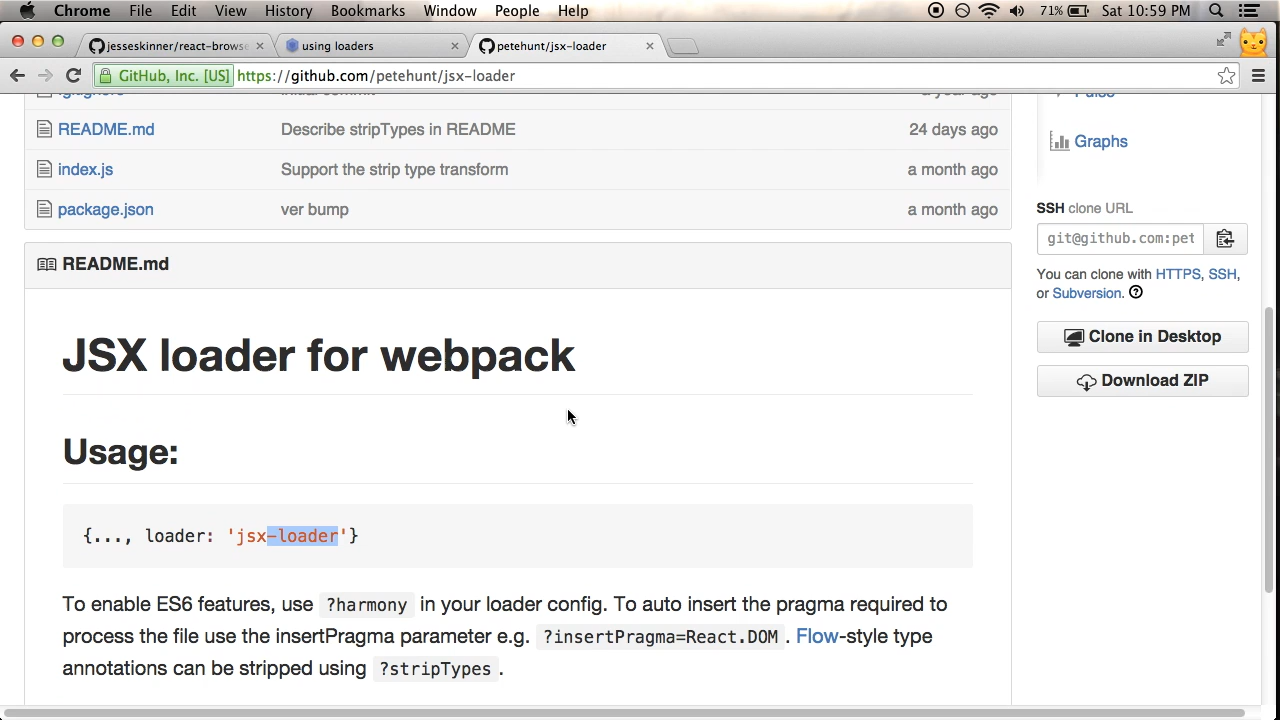 Chrome File Edit View History Bookmarks Window People Help 71% Sat 10:59 PM
jesseskinner/react-browse using loaders petehunt/jsx-loader
GitHub, Inc. [US] https://github.com/petehunt/jsx-loader
Pulse
README.md Describe stripTypes in README 24 days ago
Graphs
index.js Support the strip type transform a month ago
package.json ver bump a month ago
SSH clone URL
git@github.com:pet
README.md
You can clone with HTTPS, SSH,
or Subversion.
JSX loader for webpack
Clone in Desktop
Download ZIP
Usage:
{..., loader: 'jsx-loader'}
To enable ES6 features, use ?harmony in your loader config. To auto insert the pragma required to
process the file use the insertPragma parameter e.g. ?insertPragma=React.DOM . Flow-style type
annotations can be stripped using ?stripTypes .